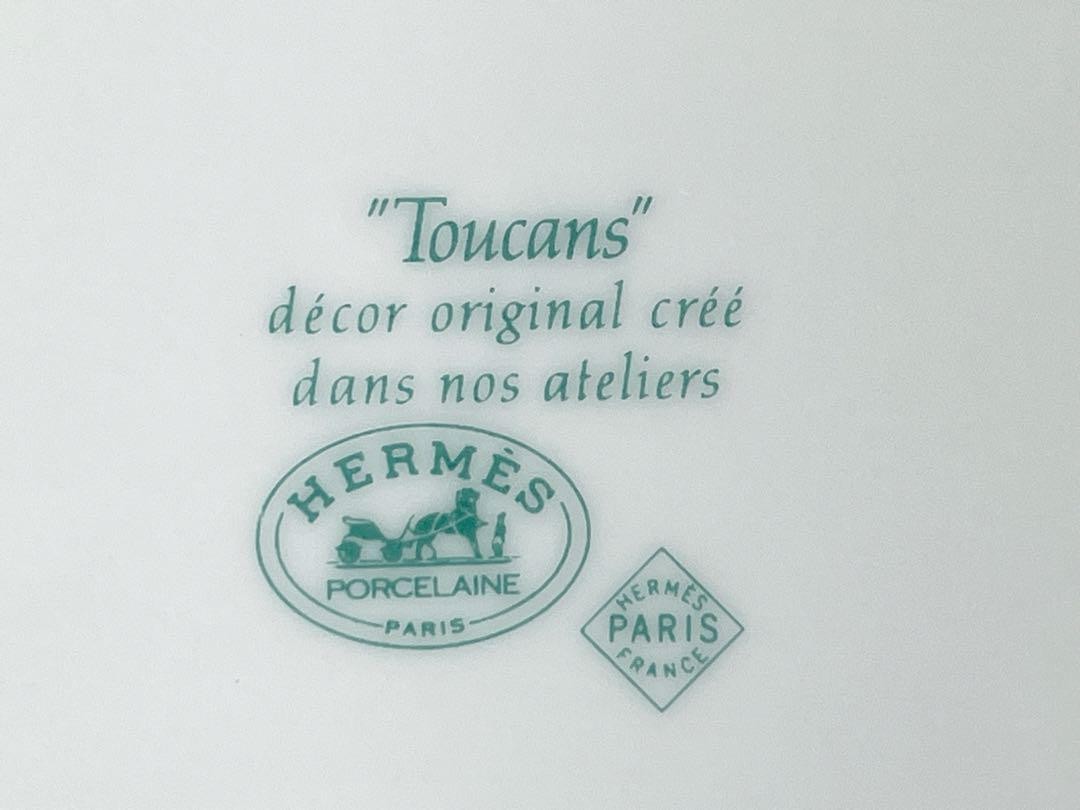 "Toucans"
décor original créé
dans nos ateliers
HERMÈS
PORCELAINE
PARIS
HERMÈS
PARIS
FRANCE